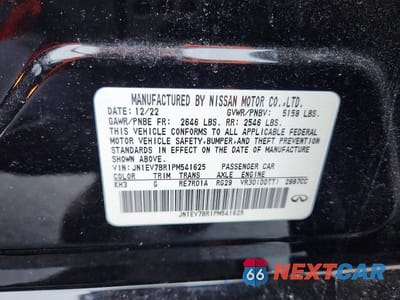 MANUFACTURED BY NISSAN MOTOR CO.,LTD.
DATE: 12/22 GVWR/PNBV: 5159 LBS.
GAWR/PNBE FR: 2646 LBS. RR: 2546 LBS.
THIS VEHICLE CONFORMS TO ALL APPLICABLE FEDERAL
MOTOR VEHICLE SAFETY, BUMPER, AND THEFT PREVENTION
STANDARDS IN EFFECT ON THE DATE OF
MANUFACTURE SHOWN ABOVE.
VIN: JN1EV7BR1PM541625 PASSENGER CAR
COLOR TRIM TRANS AXLE ENGINE
KH3 G RE7R01A RG29 VR30(DDTT) 2997CC
JN1EV7BR1PM541625
66 NEXTCAR